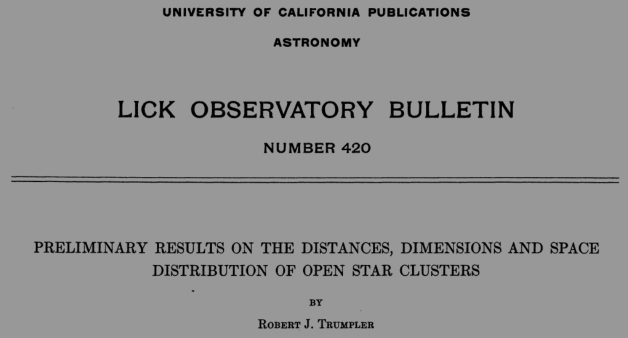 UNIVERSITY OF CALIFORNIA PUBLICATIONS
ASTRONOMY
LICK OBSERVATORY BULLETIN
NUMBER 420
PRELIMINARY RESULTS ON THE DISTANCES, DIMENSIONS AND SPACE
DISTRIBUTION OF OPEN STAR CLUSTERS
BY
ROBERT J. TRUMPLER